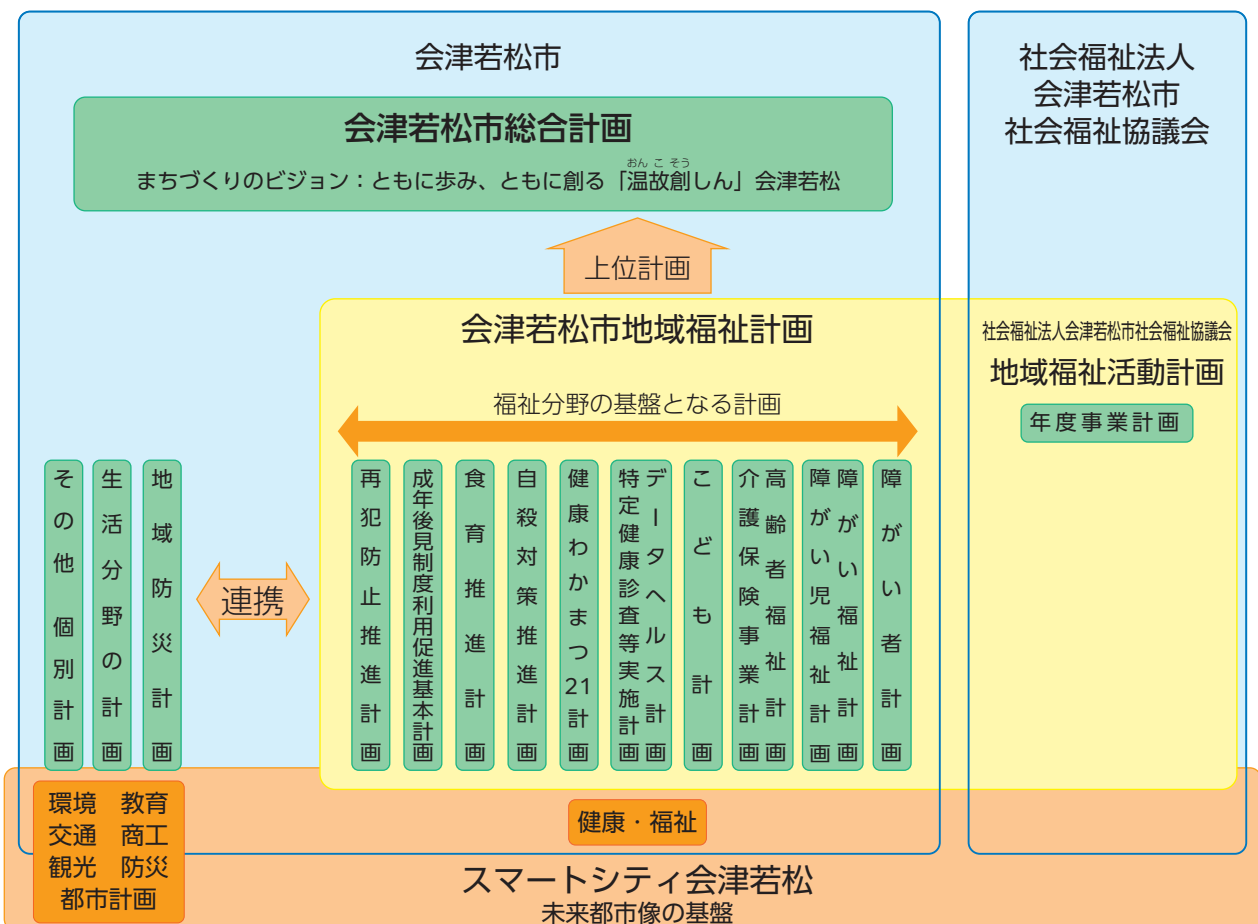 会津若松市
会津若松市総合計画
おんこそう
まちづくりのビジョン：ともに歩み、ともに創る「温故創しん」会津若松
上位計画
社会福祉法人
会津若松市
社会福祉協議会
会津若松市地域福祉計画
福祉分野の基盤となる計画
社会福祉法人会津若松市社会福祉協議会
地域福祉活動計画
年度事業計画
その他 個別計画
生活分野の計画
地域防災計画
連携
再犯防止推進計画
成年後見制度利用促進基本計画
食育推進計画
自殺対策推進計画
健康わかまつ21計画
データヘルス計画
特定健康診査等実施計画
こども計画
高齢者福祉計画
介護保険事業計画
障がい福祉計画
障がい児福祉計画
障がい者計画
環境 教育
交通 商工
観光 防災
都市計画
健康・福祉
スマートシティ会津若松
未来都市像の基盤